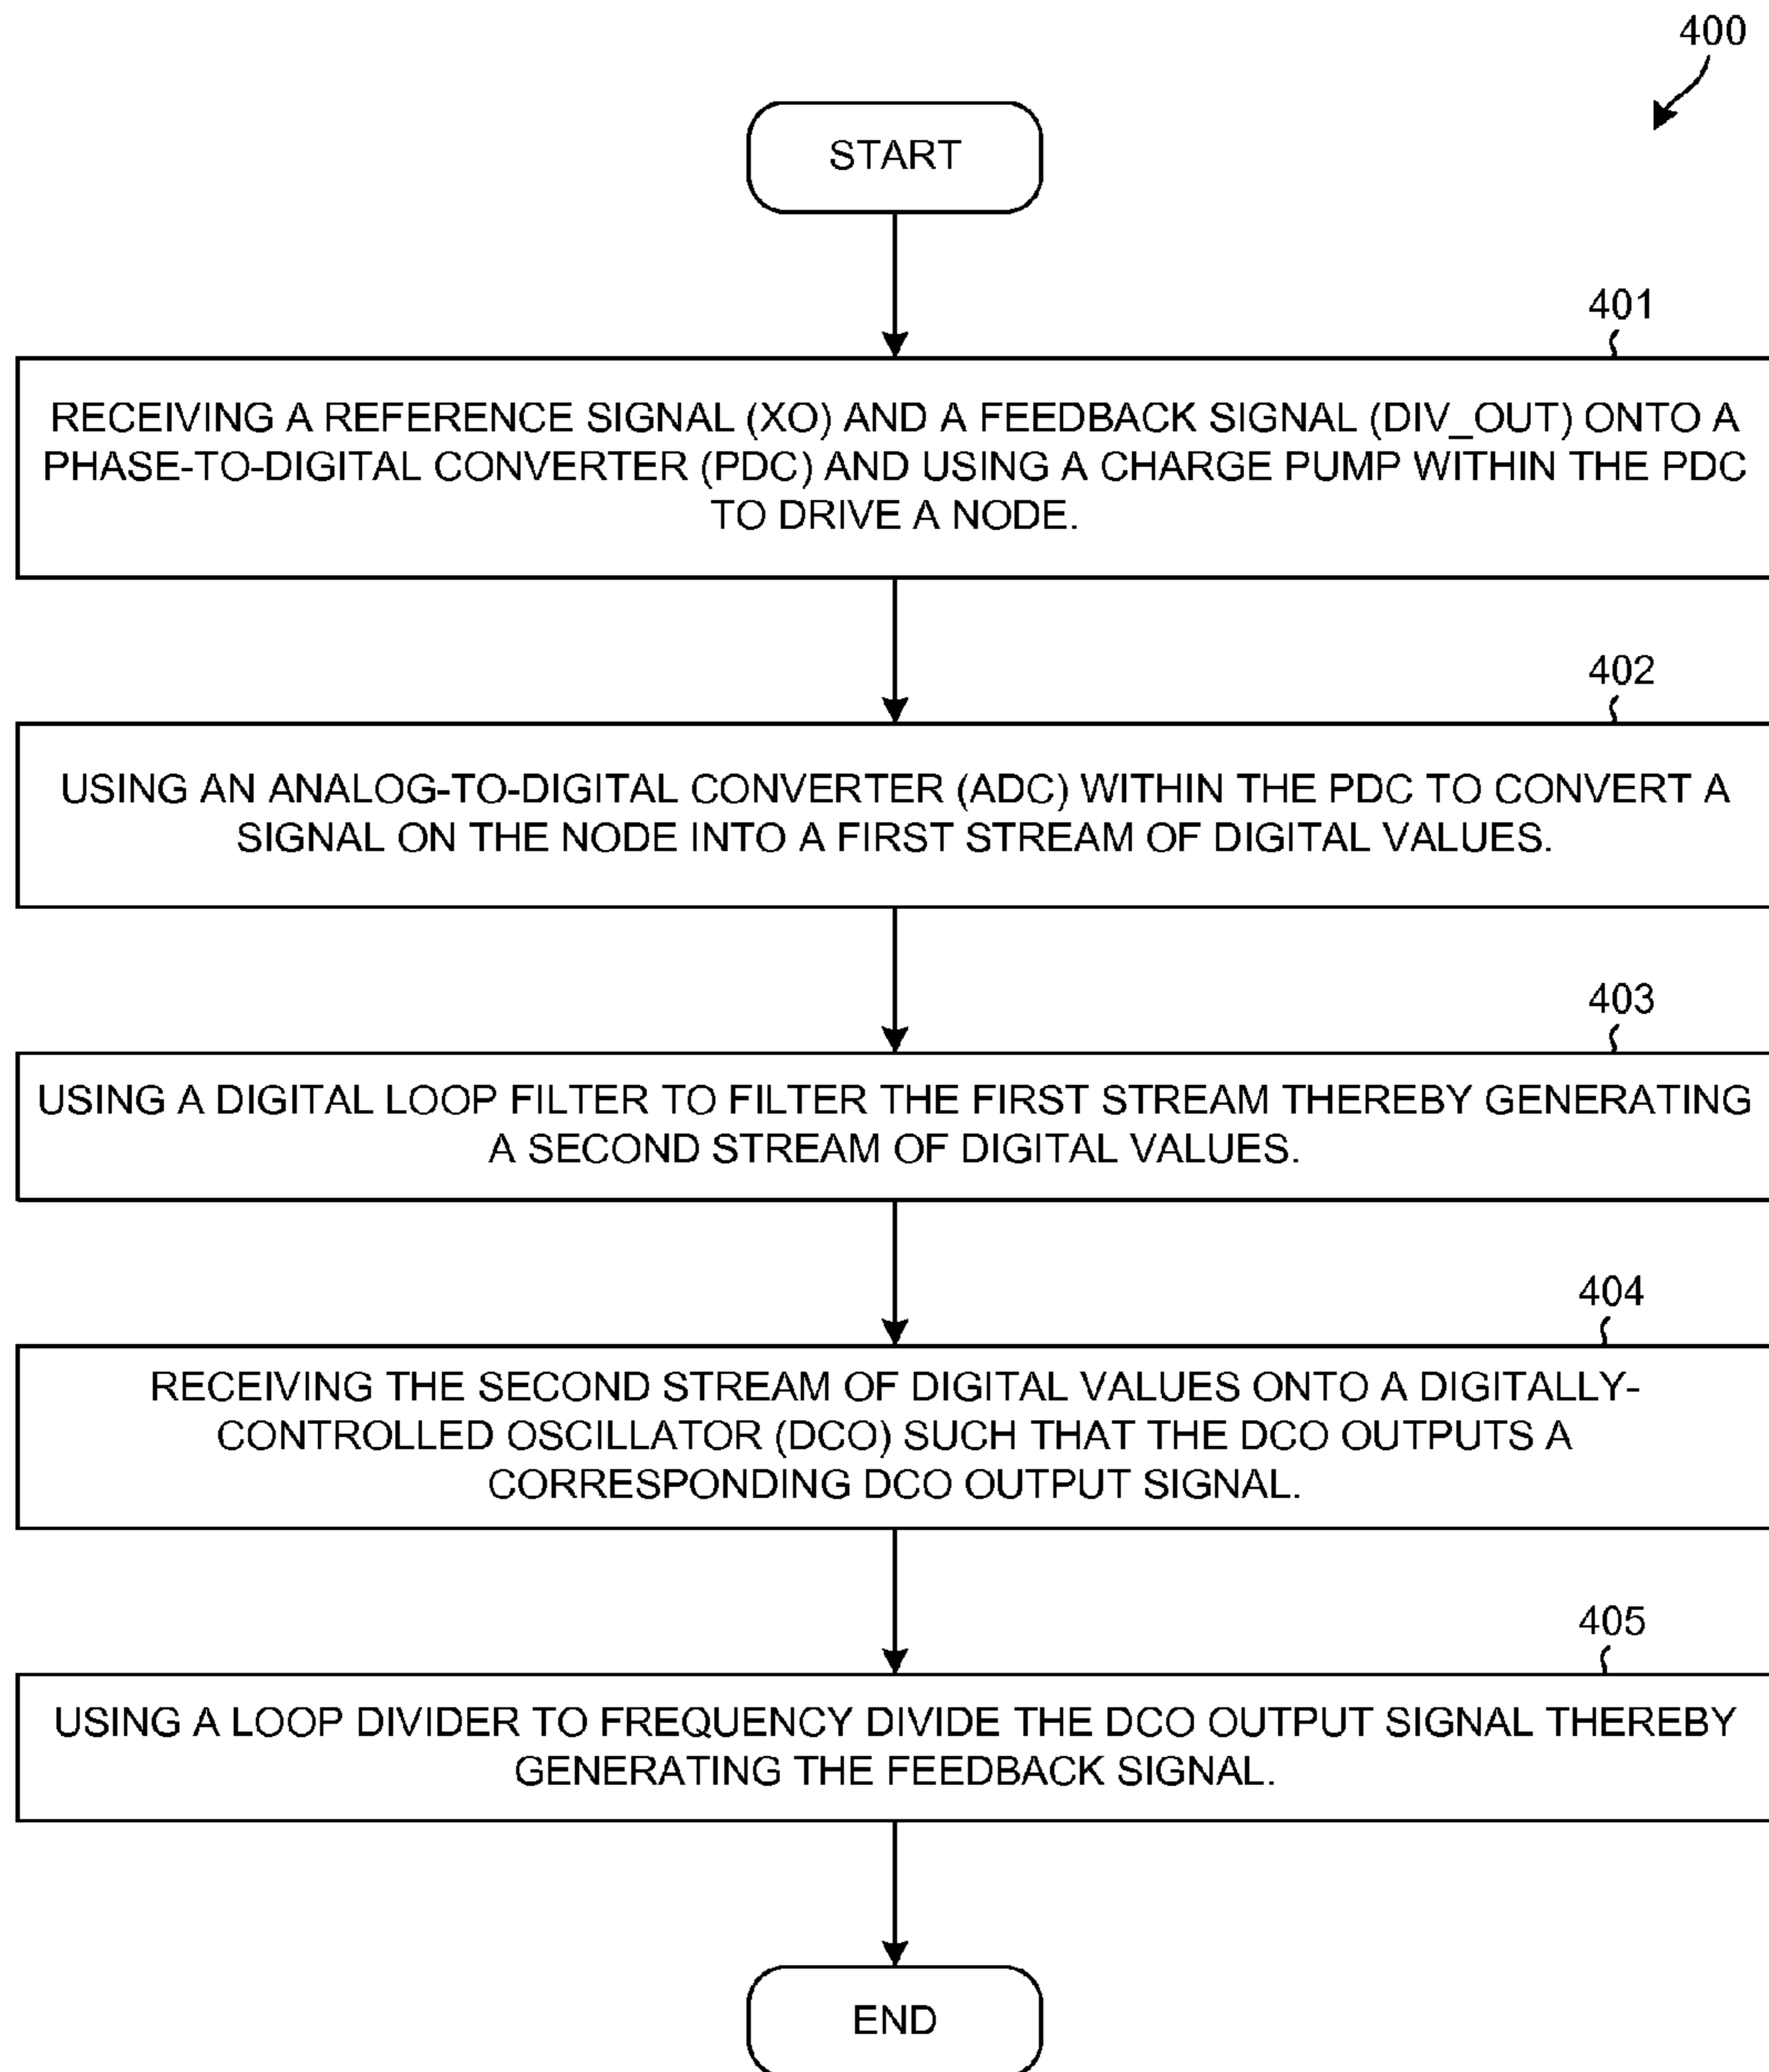 400
START
401
RECEIVING A REFERENCE SIGNAL (XO) AND A FEEDBACK SIGNAL (DIV_OUT) ONTO A
PHASE-TO-DIGITAL CONVERTER (PDC) AND USING A CHARGE PUMP WITHIN THE PDC
TO DRIVE A NODE.
402
USING AN ANALOG-TO-DIGITAL CONVERTER (ADC) WITHIN THE PDC TO CONVERT A
SIGNAL ON THE NODE INTO A FIRST STREAM OF DIGITAL VALUES.
403
USING A DIGITAL LOOP FILTER TO FILTER THE FIRST STREAM THEREBY GENERATING
A SECOND STREAM OF DIGITAL VALUES.
404
RECEIVING THE SECOND STREAM OF DIGITAL VALUES ONTO A DIGITALLY-
CONTROLLED OSCILLATOR (DCO) SUCH THAT THE DCO OUTPUTS A
CORRESPONDING DCO OUTPUT SIGNAL.
405
USING A LOOP DIVIDER TO FREQUENCY DIVIDE THE DCO OUTPUT SIGNAL THEREBY
GENERATING THE FEEDBACK SIGNAL.
END